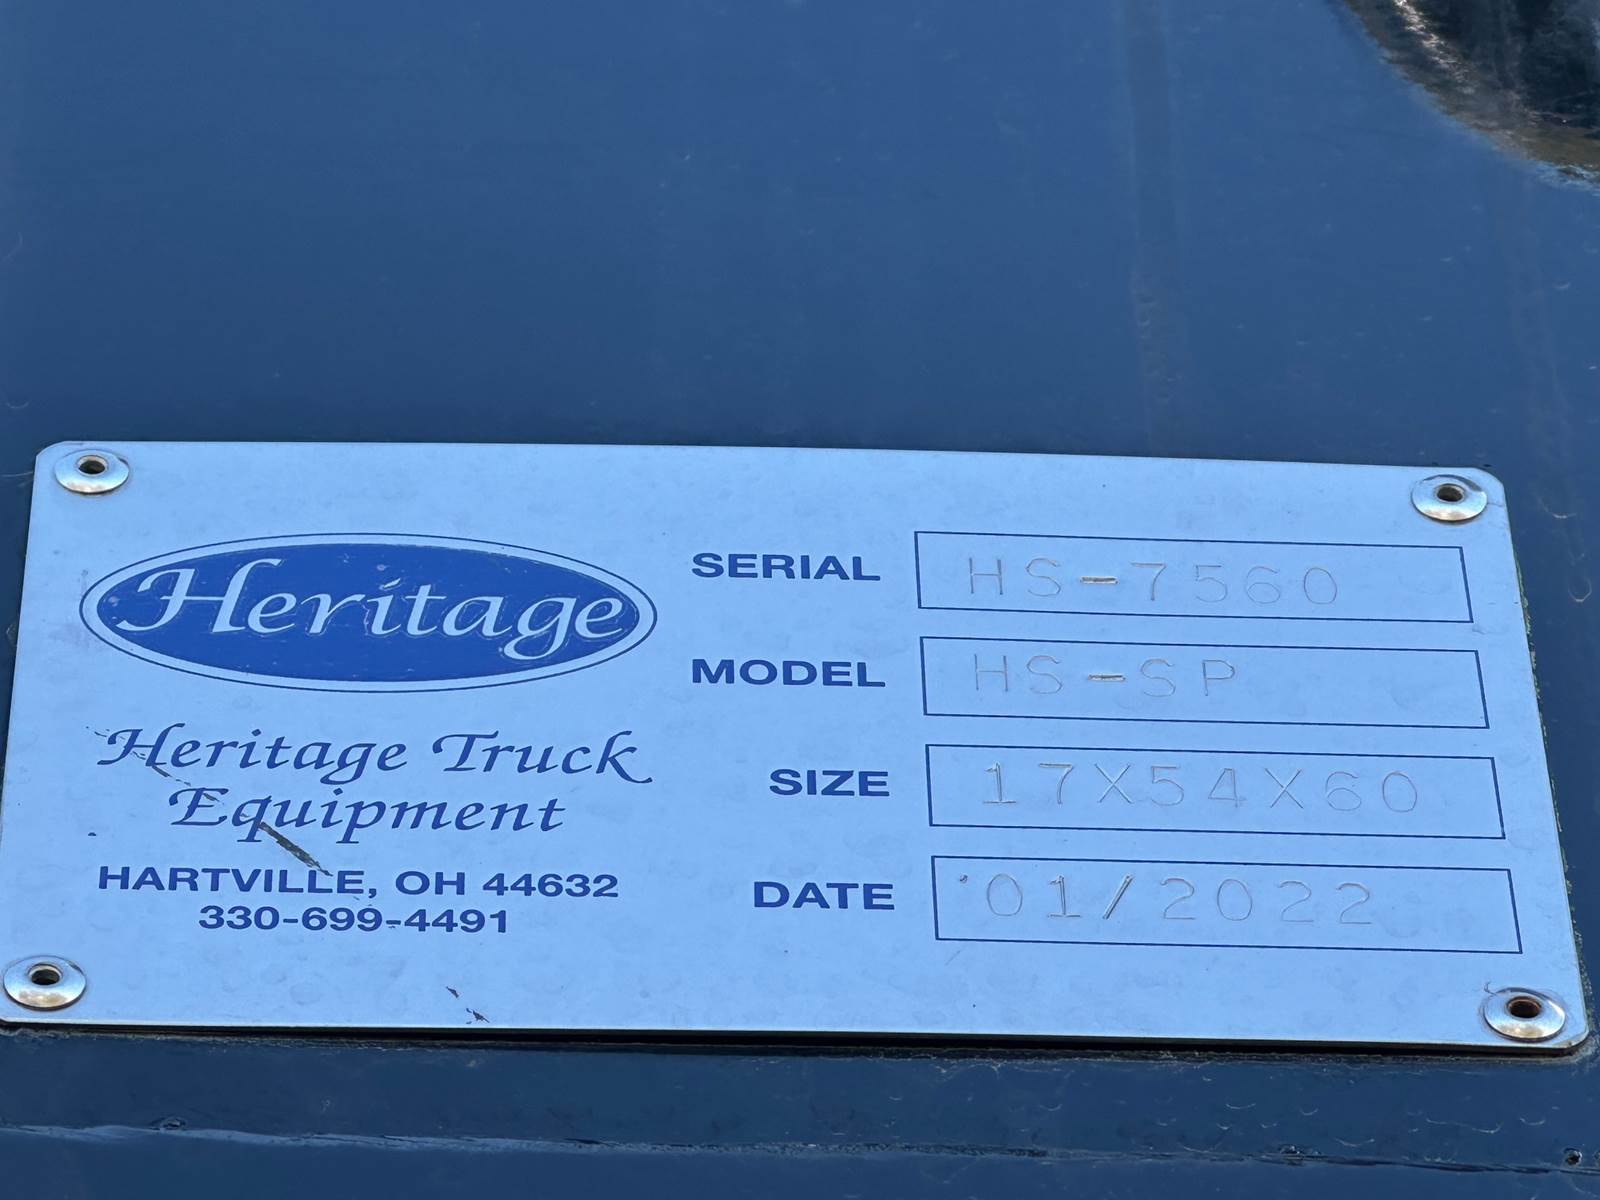 Heritage
Heritage Truck
Equipment
HARTVILLE, OH 44632
330-699-4491
SERIAL HS-7560
MODEL HS-SP
SIZE 17X54X60
DATE 01/2022